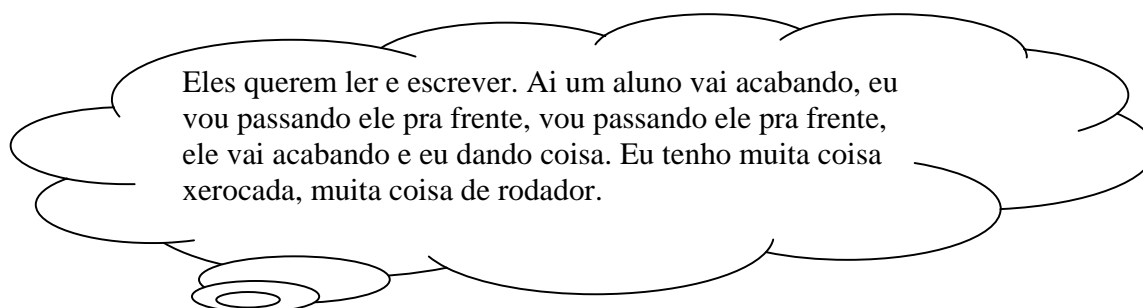 Eles querem ler e escrever. Ai um aluno vai acabando, eu
vou passando ele pra frente, vou passando ele pra frente,
ele vai acabando e eu dando coisa. Eu tenho muita coisa
xerocada, muita coisa de rodador.